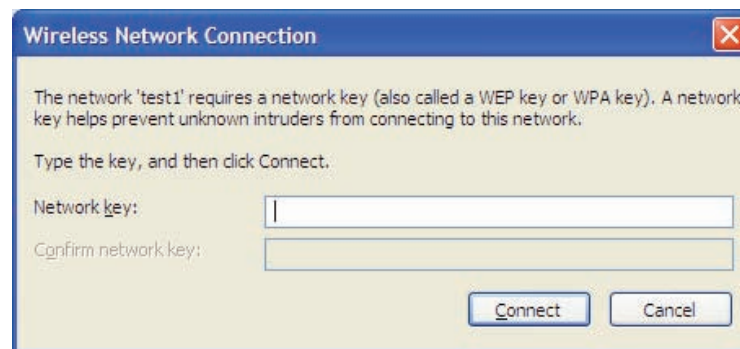 Wireless Network Connection
The network 'test1' requires a network key (also called a WEP key or WPA key). A network
key helps prevent unknown intruders from connecting to this network.
Type the key, and then click Connect.
Network key:
Confirm network key:
Connect Cancel